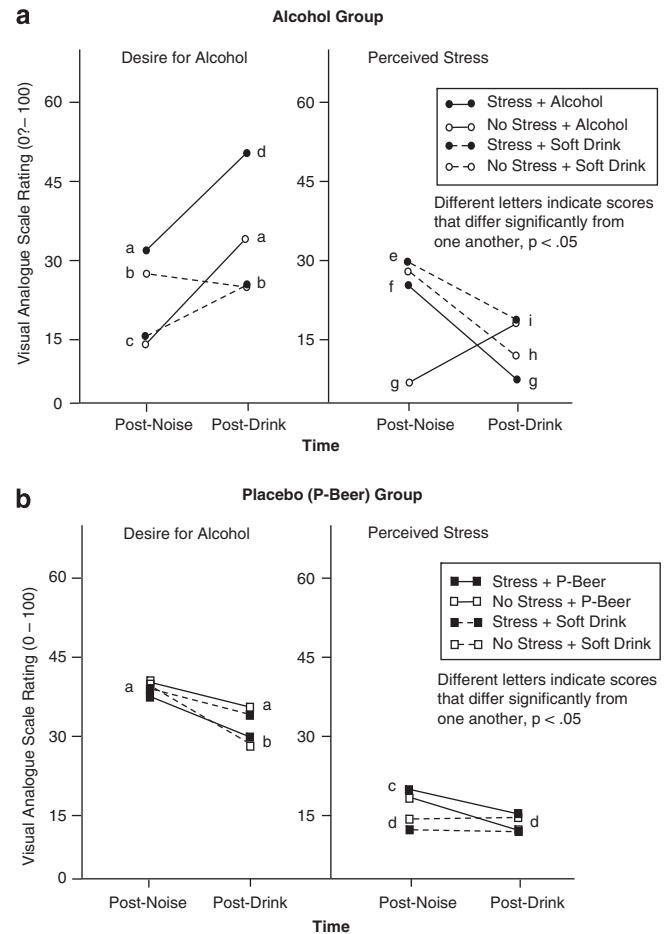 a
Alcohol Group
Desire for Alcohol
Perceived Stress
Visual Analogue Scale Rating (0?– 100)
60
45
30
15
0
60
45
30
15
Stress + Alcohol
No Stress + Alcohol
Stress + Soft Drink
No Stress + Soft Drink
Different letters indicate scores
that differ significantly from
one another, p < .05
a
b
c
d
a
b
e
f
g
i
h
g
Post-Noise
Post-Drink
Post-Noise
Post-Drink
Time
b
Placebo (P-Beer) Group
Desire for Alcohol
Perceived Stress
Visual Analogue Scale Rating (0 – 100)
60
45
30
15
0
60
45
30
15
Stress + P-Beer
No Stress + P-Beer
Stress + Soft Drink
No Stress + Soft Drink
Different letters indicate scores
that differ significantly from
one another, p < .05
a
a
b
c
d
d
Post-Noise
Post-Drink
Post-Noise
Post-Drink
Time